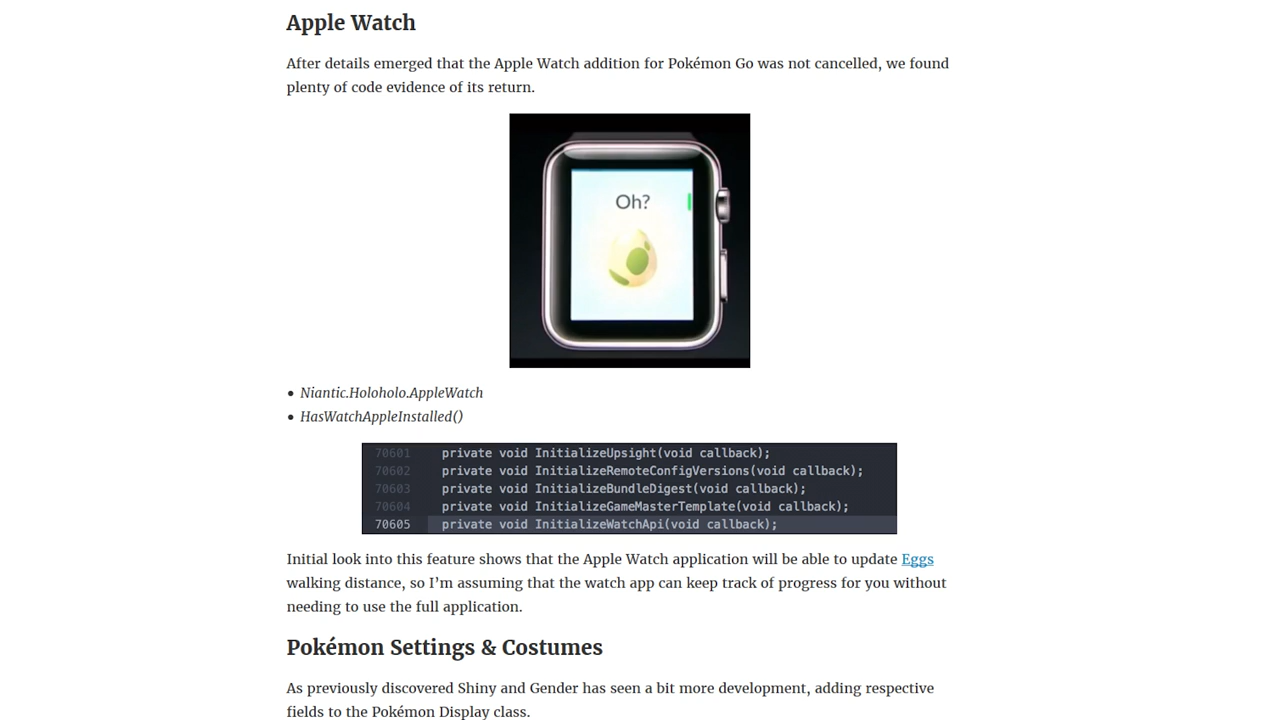 Apple Watch
After details emerged that the Apple Watch addition for Pokémon Go was not cancelled, we found
plenty of code evidence of its return.
Oh?
• Niantic.Holoholo.AppleWatch
• HasWatchAppleInstalled()
70601 private void InitializeUpsight(void callback);
70602 private void InitializeRemoteConfigVersions(void callback);
70603 private void InitializeBundleDigest(void callback);
70604 private void InitializeGameMasterTemplate(void callback);
70605 private void InitializeWatchApi(void callback);
Initial look into this feature shows that the Apple Watch application will be able to update Eggs
walking distance, so I’m assuming that the watch app can keep track of progress for you without
needing to use the full application.
Pokémon Settings & Costumes
As previously discovered Shiny and Gender has seen a bit more development, adding respective
fields to the Pokémon Display class.